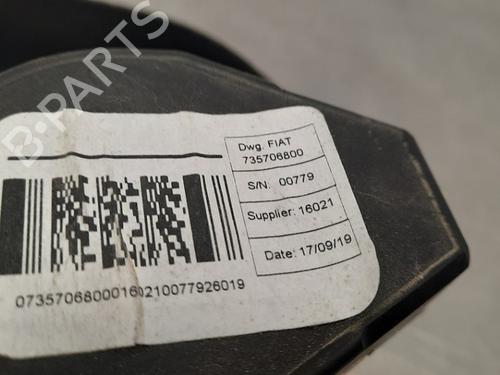 B-PARTS
Dwg. FIAT
735706800
S/N. 00779
Supplier: 16021
Date: 17/09/19
07357068000160210077926019